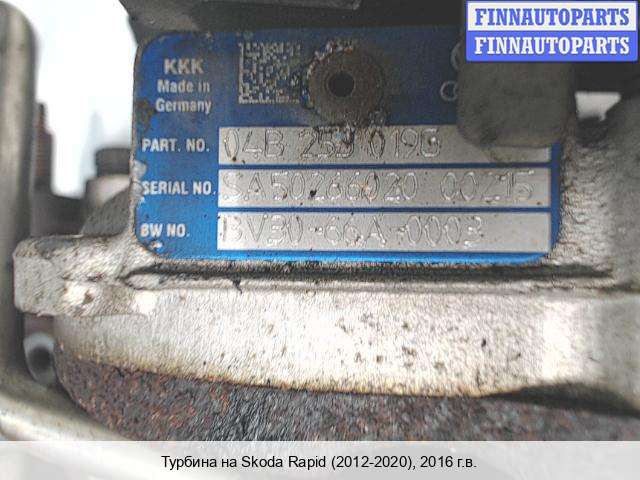 FINNAUTOPARTS
FINNAUTOPARTS
KKK
Made in
Germany
PART. NO. 04B 253 019G
SERIAL NO. SA50266020 00215
BW NO. BV30-66A-0003
Турбина на Skoda Rapid (2012-2020), 2016 г.в.